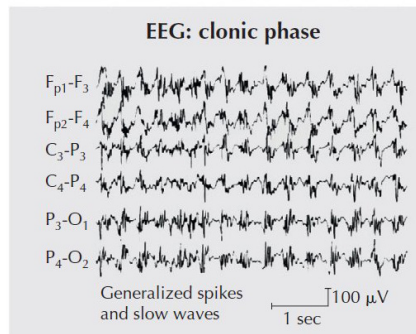 EEG: clonic phase
Fp1-F3
Fp2-F4
C3-P3
C4-P4
P3-O1
P4-O2
Generalized spikes
and slow waves
100 μV
1 sec